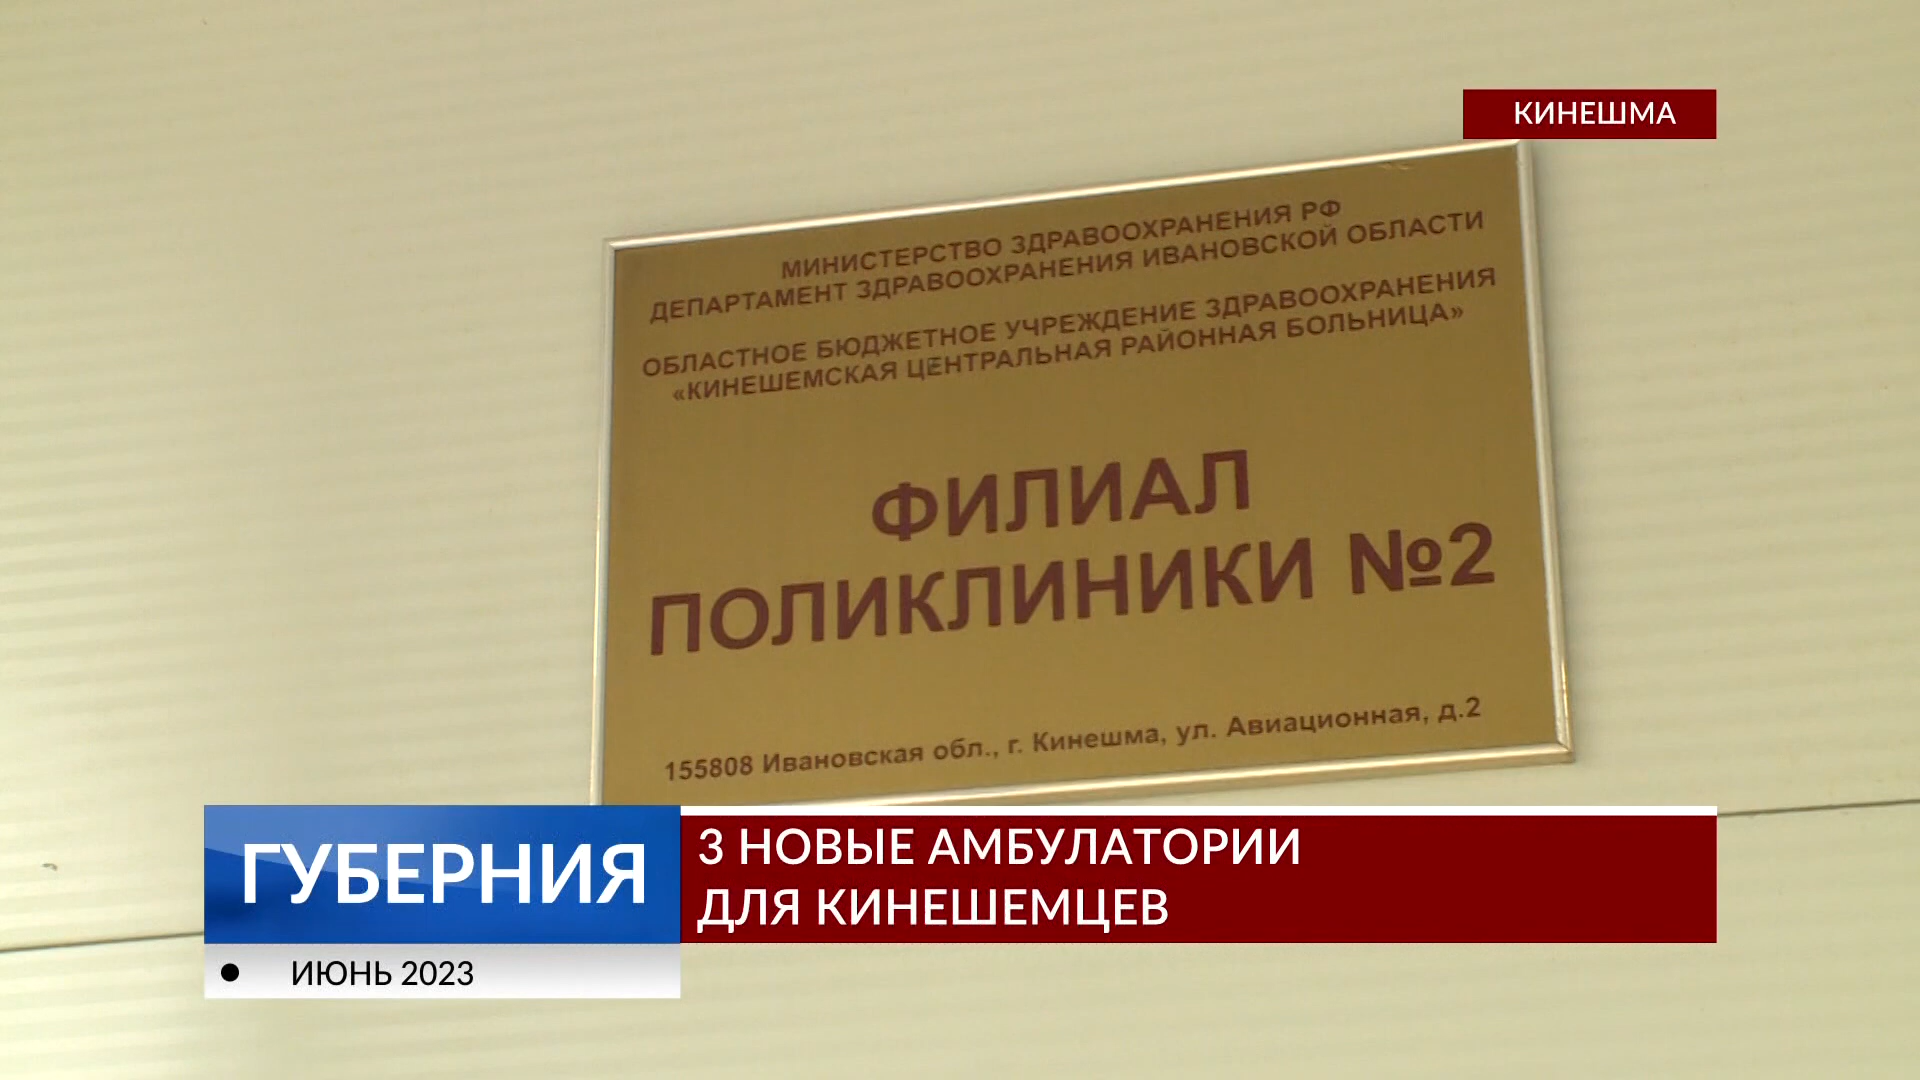 КИНЕШМА
МИНИСТЕРСТВО ЗДРАВООХРАНЕНИЯ РФ
ДЕПАРТАМЕНТ ЗДРАВООХРАНЕНИЯ ИВАНОВСКОЙ ОБЛАСТИ
ОБЛАСТНОЕ БЮДЖЕТНОЕ УЧРЕЖДЕНИЕ ЗДРАВООХРАНЕНИЯ
«КИНЕШЕМСКАЯ ЦЕНТРАЛЬНАЯ РАЙОННАЯ БОЛЬНИЦА»
ФИЛИАЛ
ПОЛИКЛИНИКИ №2
155808 Ивановская обл., г. Кинешма, ул. Авиационная, д.2
ГУБЕРНИЯ
3 НОВЫЕ АМБУЛАТОРИИ
ДЛЯ КИНЕШЕМЦЕВ
ИЮНЬ 2023